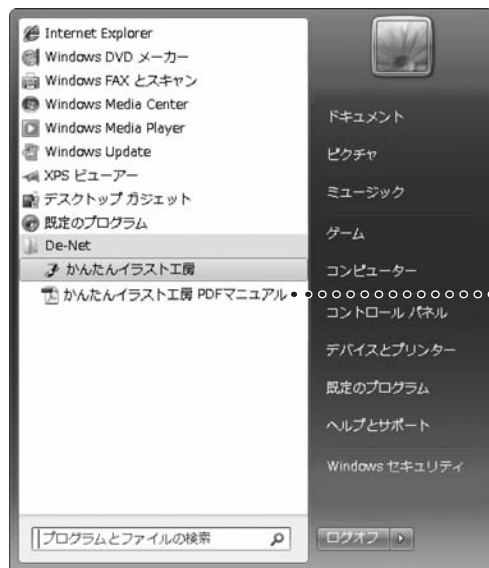 Internet Explorer
Windows DVD メーカー
Windows FAX とスキャン
Windows Media Center
Windows Media Player
Windows Update
XPS ビューアー
デスクトップ ガジェット
既定のプログラム
De-Net
かんたんイラスト工房
かんたんイラスト工房 PDFマニュアル
プログラムとファイルの検索
ドキュメント
ピクチャ
ミュージック
ゲーム
コンピューター
コントロール パネル
デバイスとプリンター
既定のプログラム
ヘルプとサポート
Windows セキュリティ
ログオフ